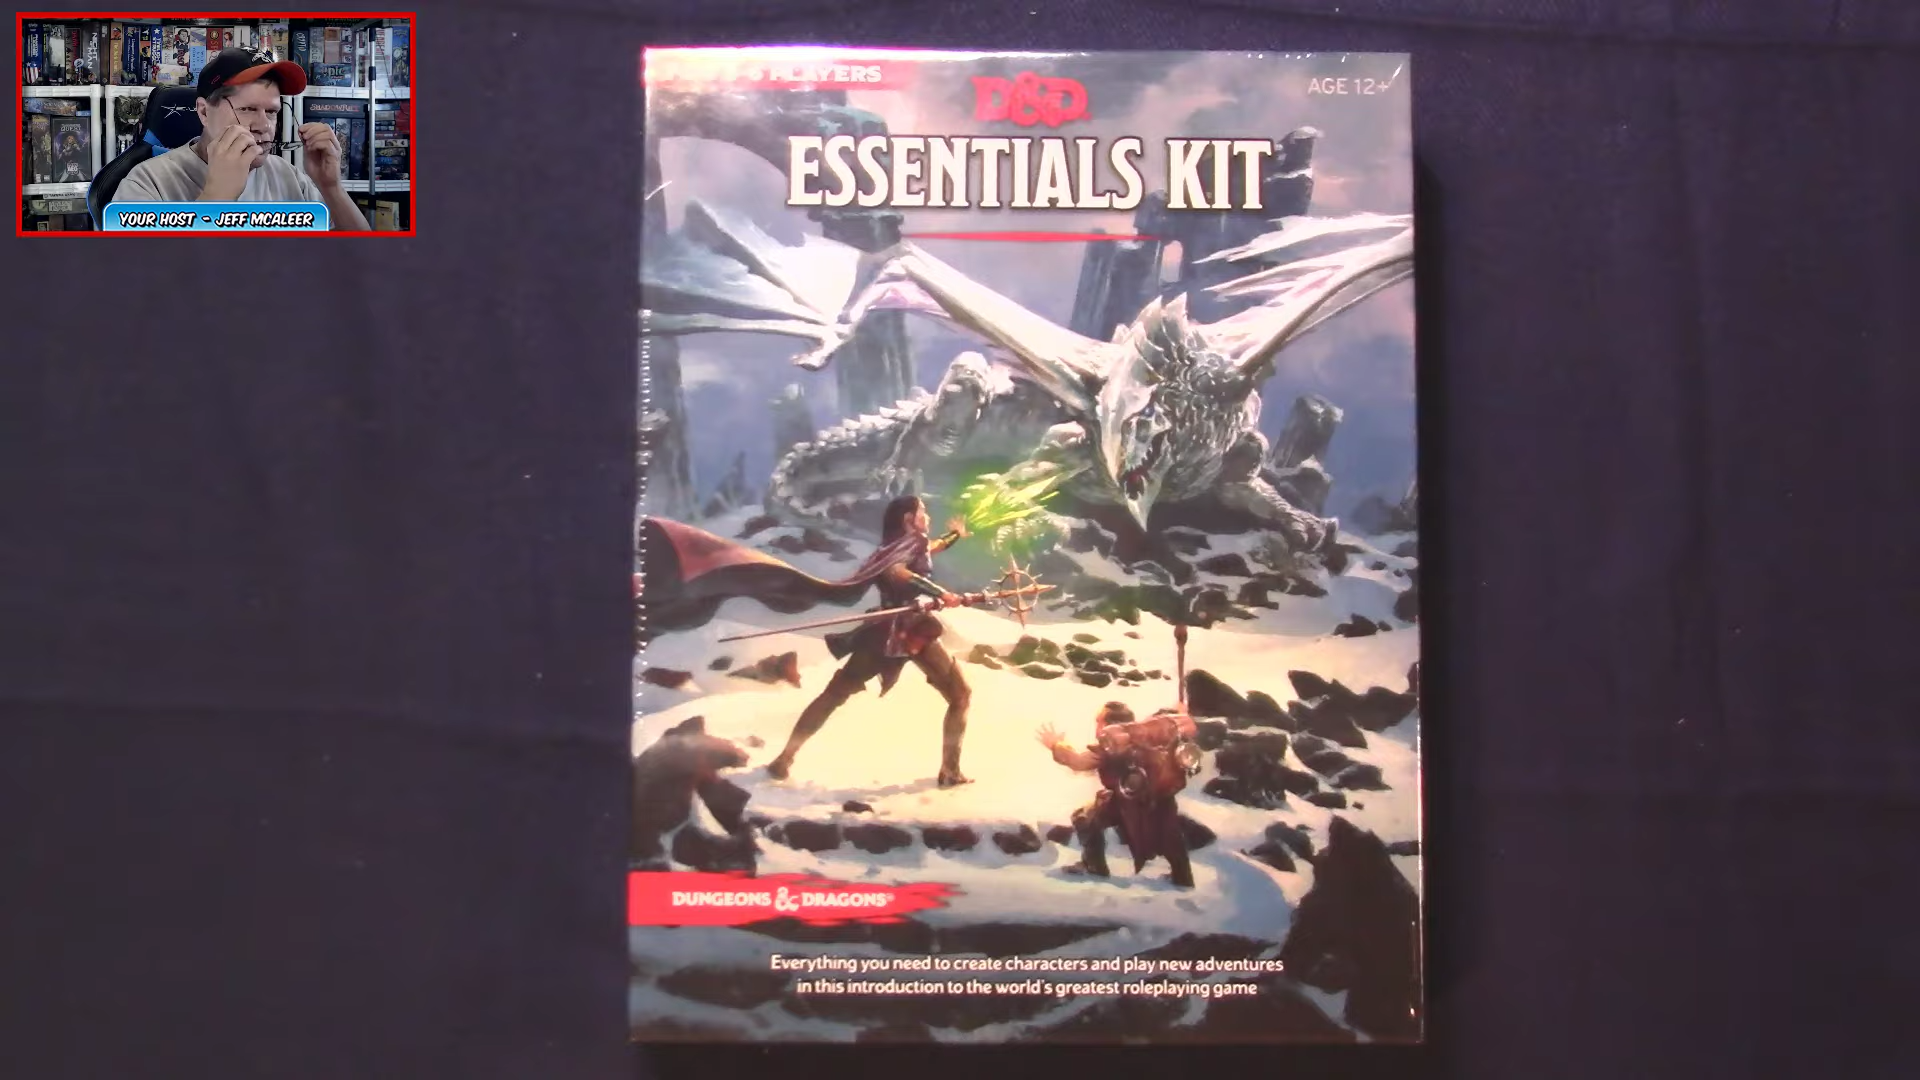 YOUR HOST - JEFF MCALEER
6 PLAYERS
AGE 12+
D&D
ESSENTIALS KIT
DUNGEONS & DRAGONS
Everything you need to create characters and play new adventures
in this introduction to the world's greatest roleplaying game